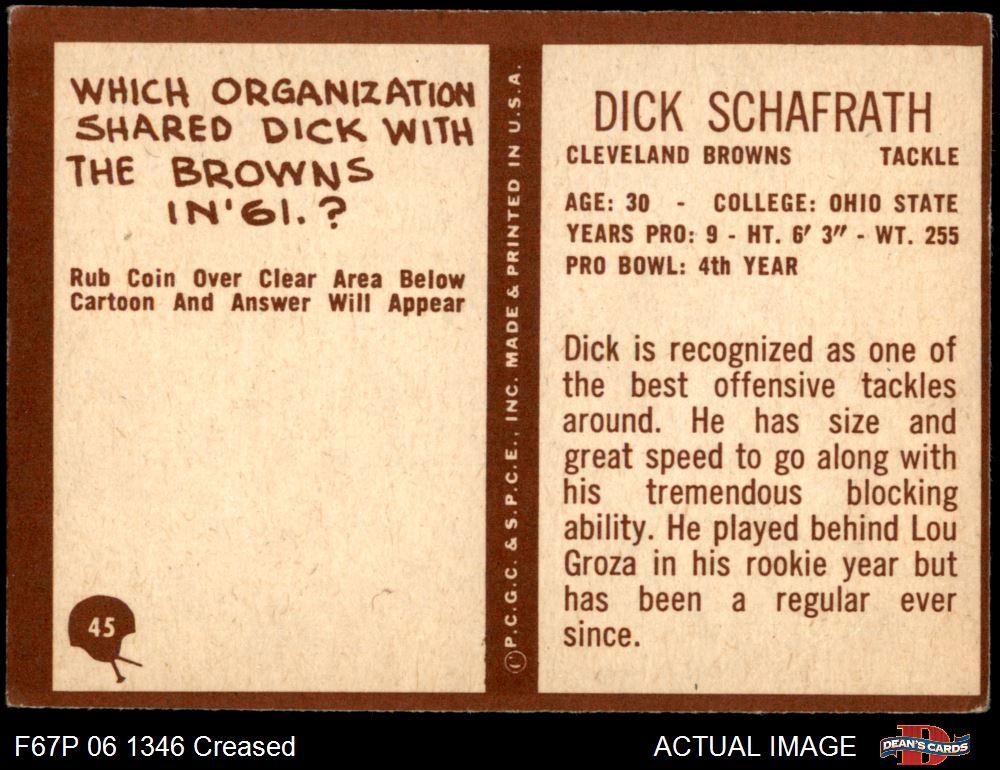 WHICH ORGANIZATION
SHARED DICK WITH
THE BROWNS
IN '61.?
Rub Coin Over Clear Area Below
Cartoon And Answer Will Appear
45
Ⓒ P.C.G.C. & S.P.C.E., INC. MADE & PRINTED IN U.S.A.
DICK SCHAFRATH
CLEVELAND BROWNS TACKLE
AGE: 30 - COLLEGE: OHIO STATE
YEARS PRO: 9 - HT. 6' 3" - WT. 255
PRO BOWL: 4th YEAR
Dick is recognized as one of
the best offensive tackles
around. He has size and
great speed to go along with
his tremendous blocking
ability. He played behind Lou
Groza in his rookie year but
has been a regular ever
since.
F67P 06 1346 Creased
ACTUAL IMAGE
D
DEAN'S CARDS